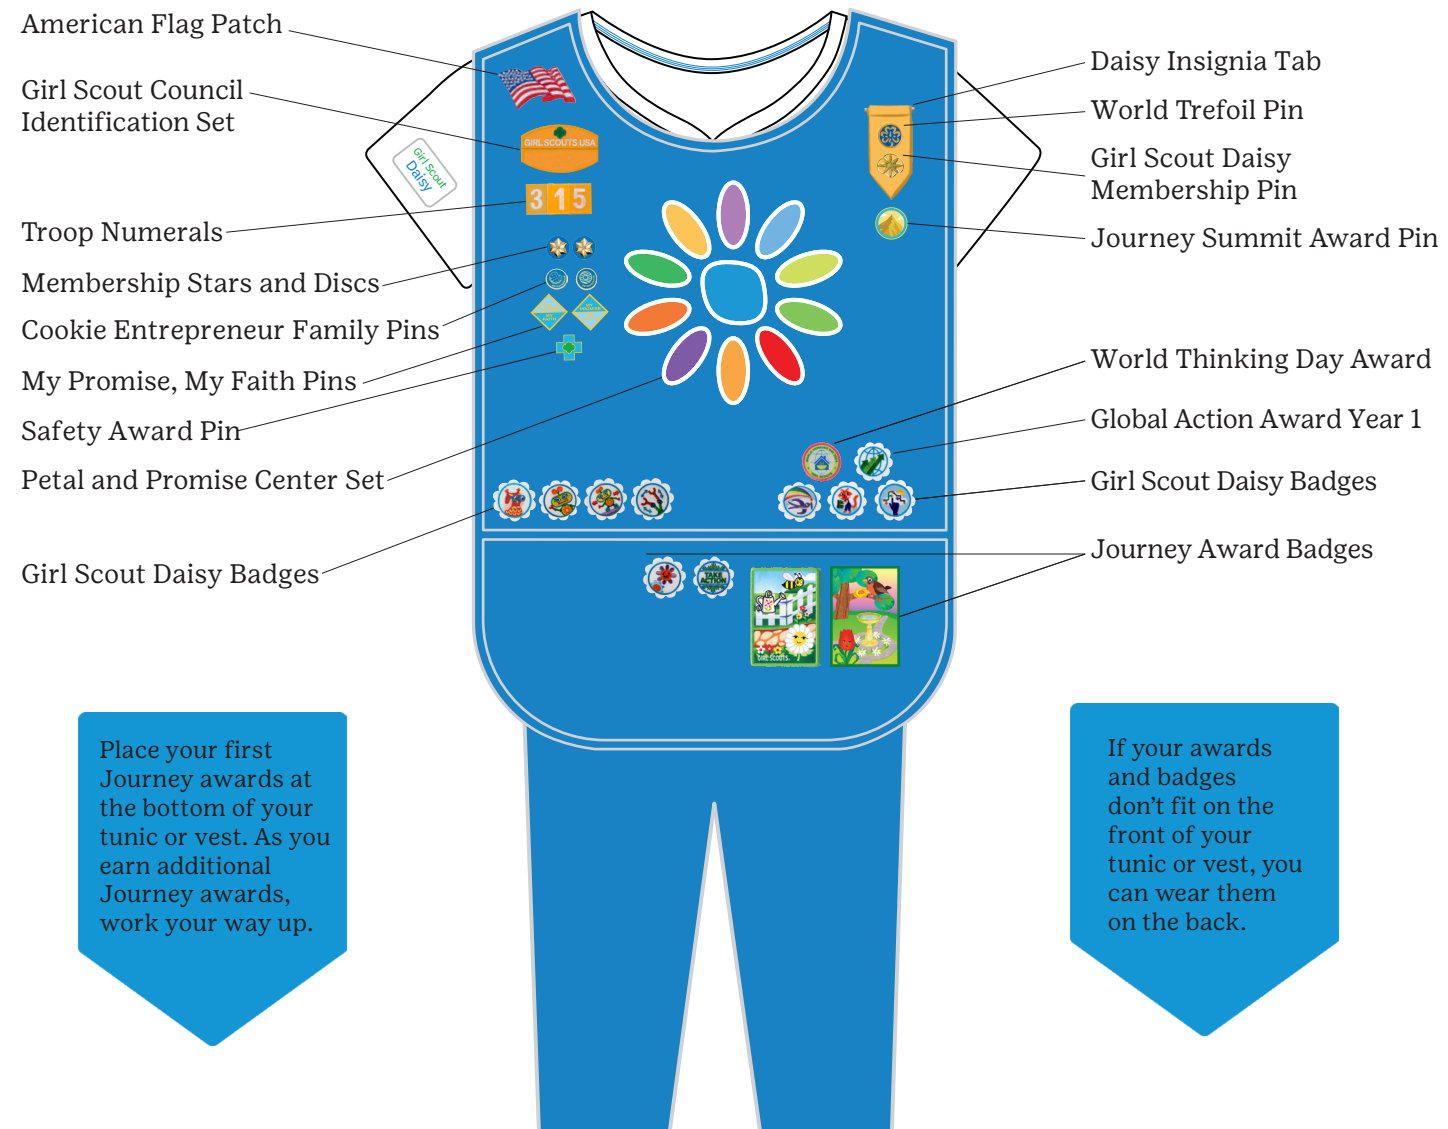 American Flag Patch
Girl Scout Council
Identification Set
Troop Numerals
Membership Stars and Discs
Cookie Entrepreneur Family Pins
My Promise, My Faith Pins
Safety Award Pin
Petal and Promise Center Set
Girl Scout Daisy Badges
Girl Scout
Daisy
GIRL SCOUTS USA
315
MY
FAITH
MY
PROMISE
TAKE
ACTION
GIRL SCOUTS
Daisy Insignia Tab
World Trefoil Pin
Girl Scout Daisy
Membership Pin
Journey Summit Award Pin
World Thinking Day Award
Global Action Award Year 1
Girl Scout Daisy Badges
Journey Award Badges
Place your first
Journey awards at
the bottom of your
tunic or vest. As you
earn additional
Journey awards,
work your way up.
If your awards
and badges
don’t fit on the
front of your
tunic or vest, you
can wear them
on the back.